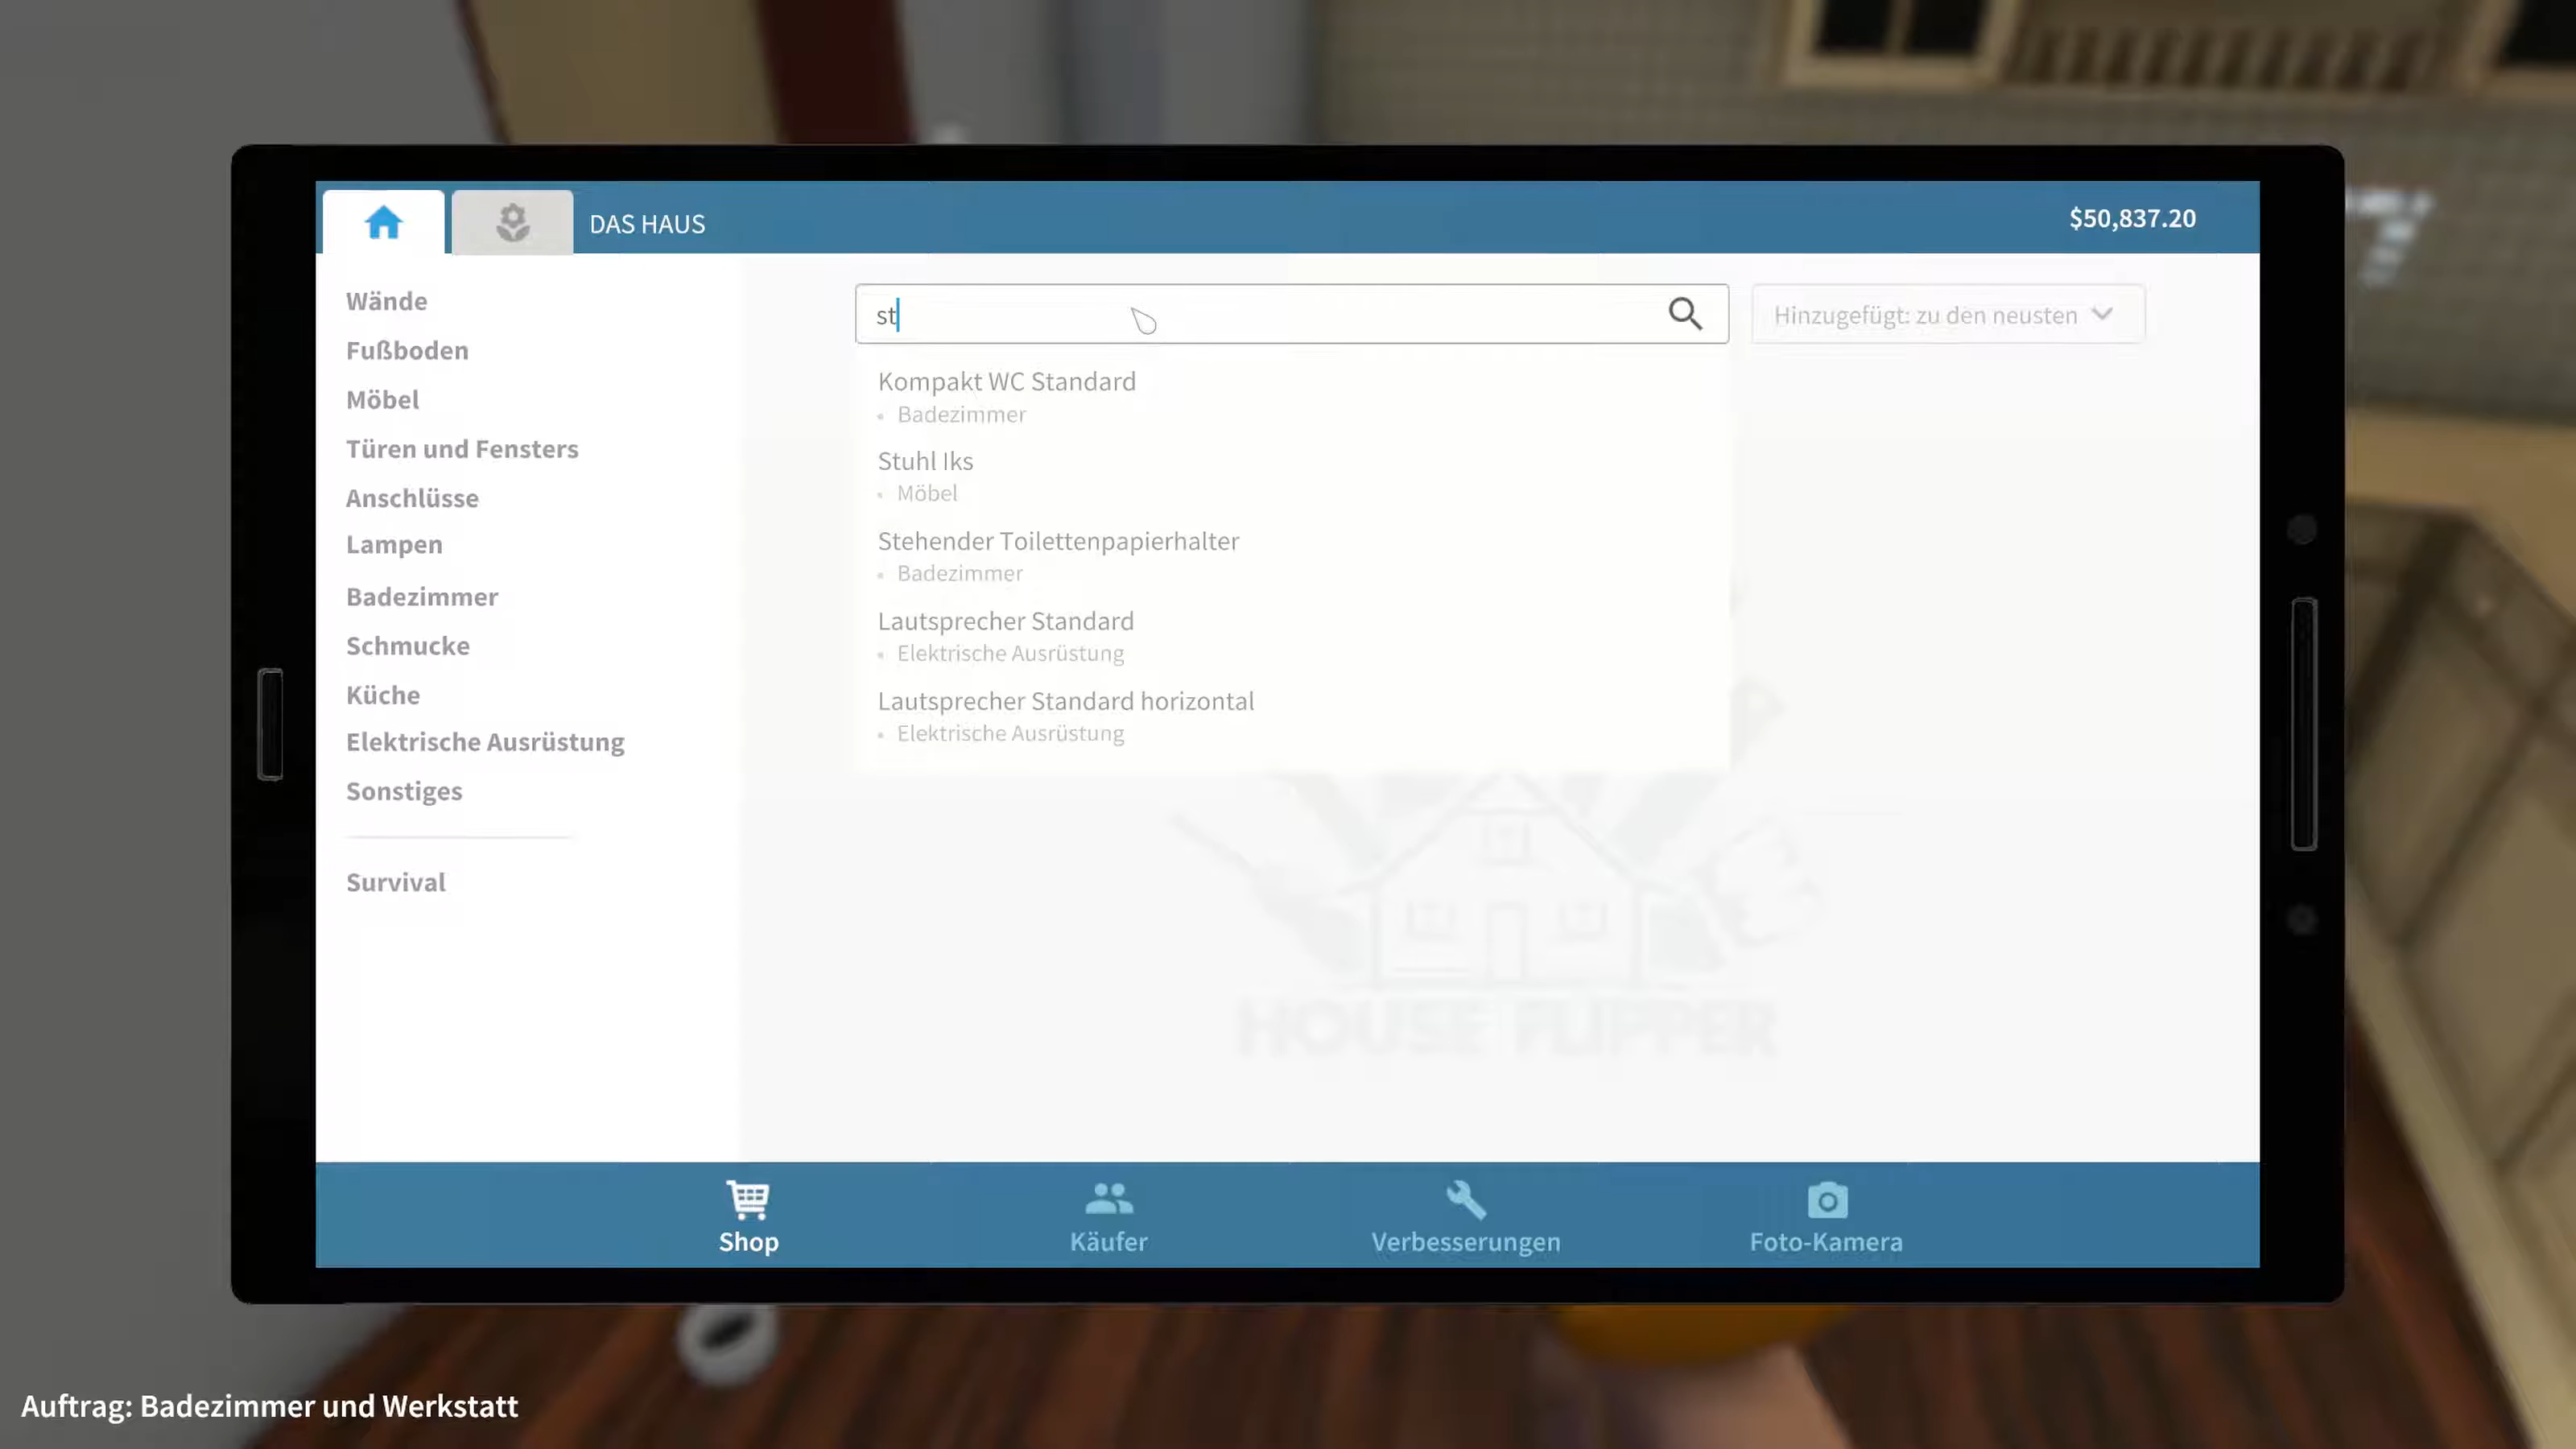 DAS HAUS
$50,837.20
st
Hinzugefügt: zu den neusten
Wände
Fußboden
Möbel
Türen und Fensters
Anschlüsse
Lampen
Badezimmer
Schmucke
Küche
Elektrische Ausrüstung
Sonstiges
Survival
Kompakt WC Standard
• Badezimmer
Stuhl Iks
• Möbel
Stehender Toilettenpapierhalter
• Badezimmer
Lautsprecher Standard
• Elektrische Ausrüstung
Lautsprecher Standard horizontal
• Elektrische Ausrüstung
HOUSE FLIPPER
Shop
Käufer
Verbesserungen
Foto-Kamera
Auftrag: Badezimmer und Werkstatt